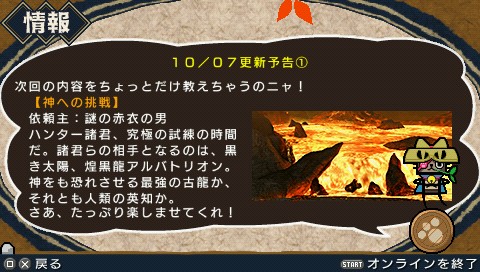 情報
10/07更新予告①
次回の内容をちょっとだけ教えちゃうのニャ!
【神への挑戦】
依頼主:謎の赤衣の男
ハンター諸君、究極の試練の時間
だ。諸君らの相手となるのは、黒
き太陽、煌黒龍アルバトリオン。
神をも恐れさせる最強の古龍か、
それとも人類の英知か。
さあ、たっぷり楽しませてくれ!
戻る
START オンラインを終了